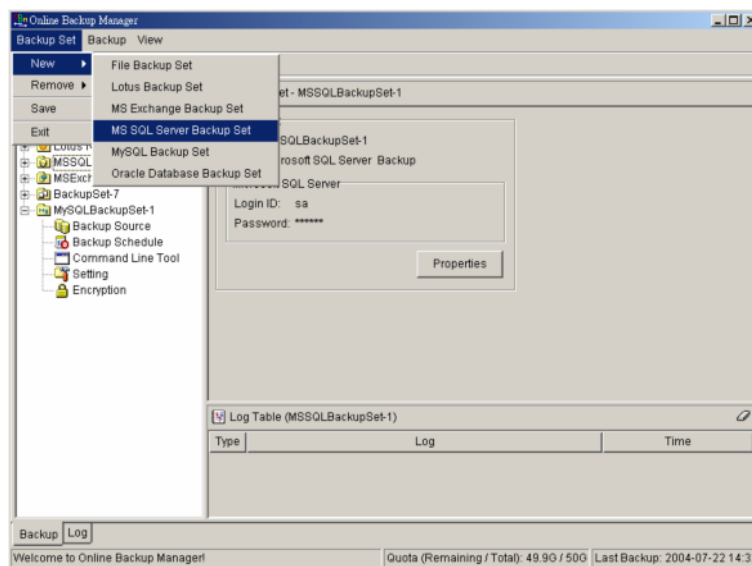 Online Backup Manager
Backup Set Backup View
New
Remove
Save
Exit
File Backup Set
Lotus Backup Set
MS Exchange Backup Set
MS SQL Server Backup Set
MySQL Backup Set
Oracle Database Backup Set
et - MSSQLBackupSet-1
SQLBackupSet-1
rosoft SQL Server Backup
Microsoft SQL Server
Login ID: sa
Password: ******
Properties
Lotus N
MSSQL
MSExch
BackupSet-7
MySQLBackupSet-1
Backup Source
Backup Schedule
Command Line Tool
Setting
Encryption
Log Table (MSSQLBackupSet-1)
Type Log Time
Backup Log
Welcome to Online Backup Manager! Quota (Remaining / Total): 49.9G / 50G Last Backup: 2004-07-22 14:3